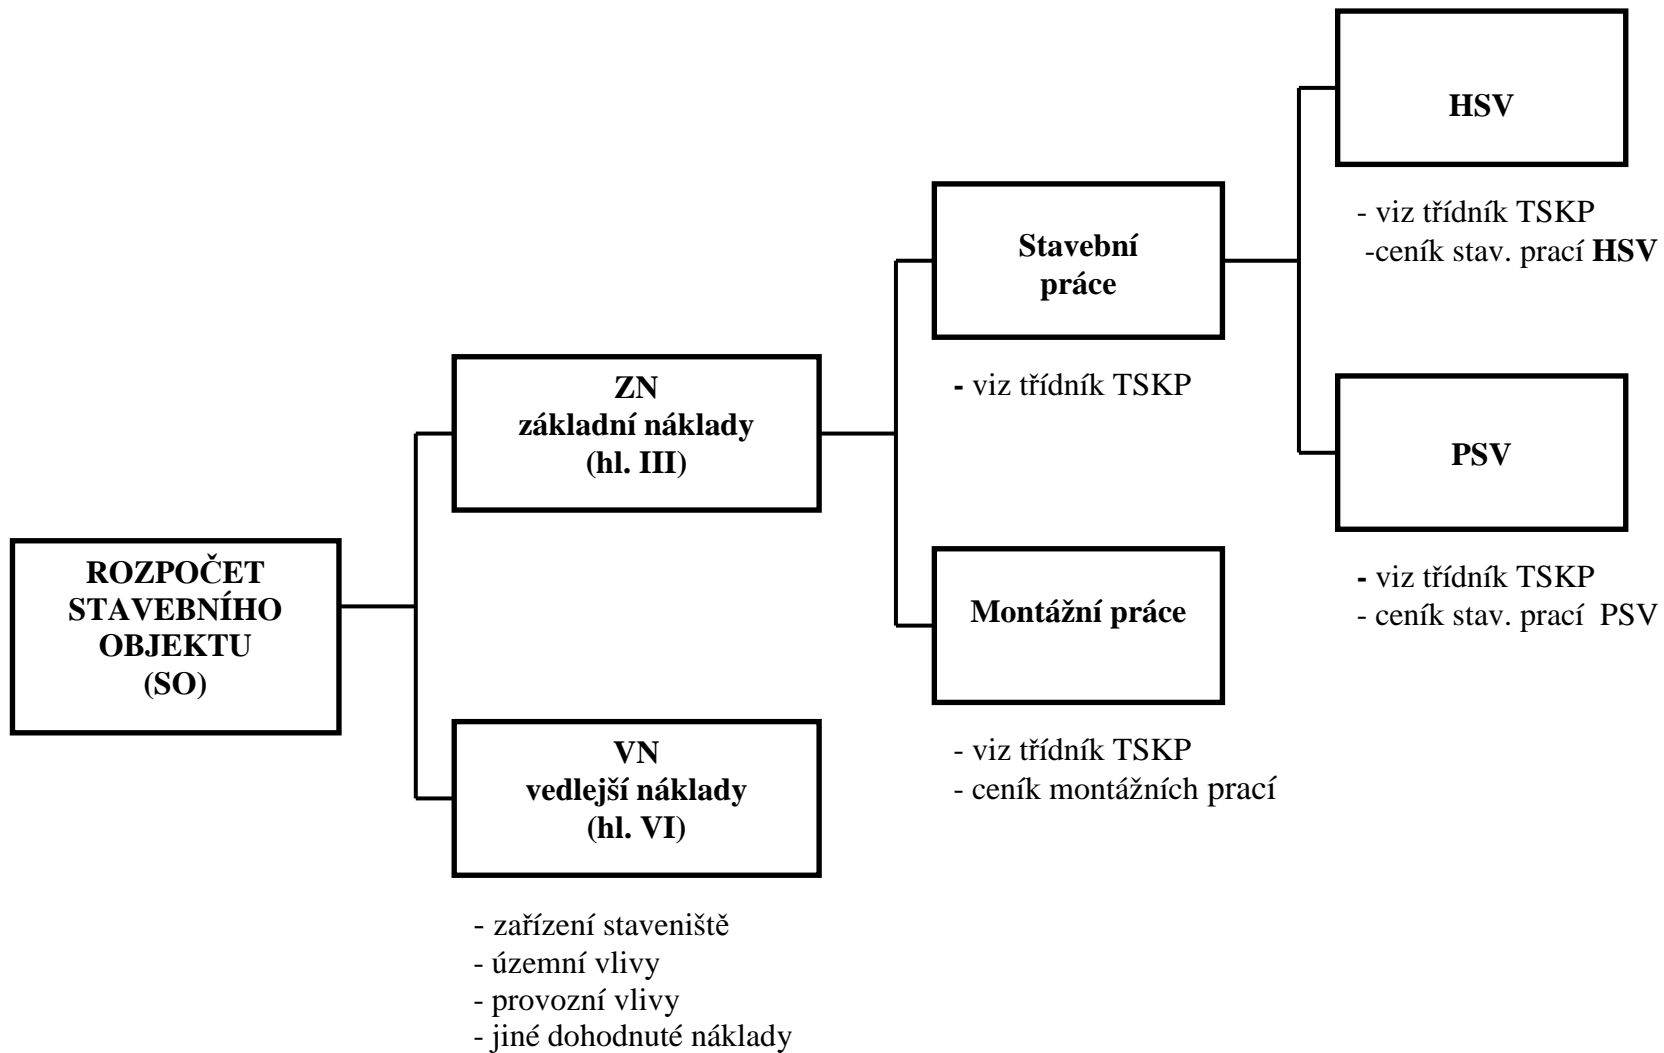 HSV
- viz třídník TSKP
-ceník stav. prací HSV
Stavební
práce
- viz třídník TSKP
ZN
základní náklady
(hl. III)
PSV
- viz třídník TSKP
- ceník stav. prací PSV
ROZPOČET
STAVEBNÍHO
OBJEKTU
(SO)
Montážní práce
- viz třídník TSKP
- ceník montážních prací
VN
vedlejší náklady
(hl. VI)
- zařízení staveniště
- územní vlivy
- provozní vlivy
- jiné dohodnuté náklady